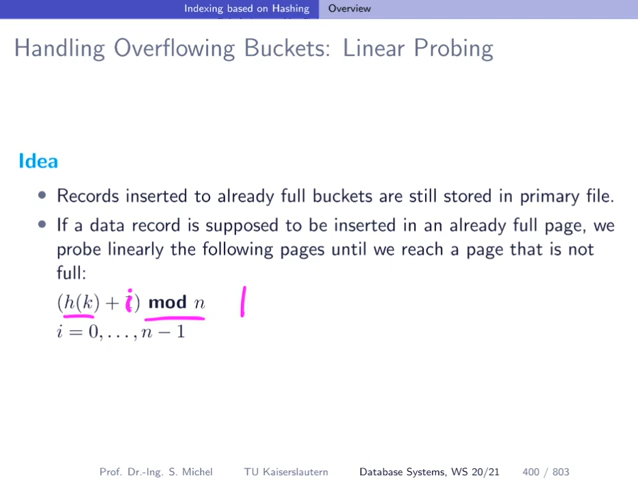 Indexing based on Hashing Overview
Handling Overflowing Buckets: Linear Probing
Idea
• Records inserted to already full buckets are still stored in primary file.
• If a data record is supposed to be inserted in an already full page, we
probe linearly the following pages until we reach a page that is not
full:
(h(k) + i) mod n
i = 0, . . . , n − 1
Prof. Dr.-Ing. S. Michel TU Kaiserslautern Database Systems, WS 20/21 400 / 803